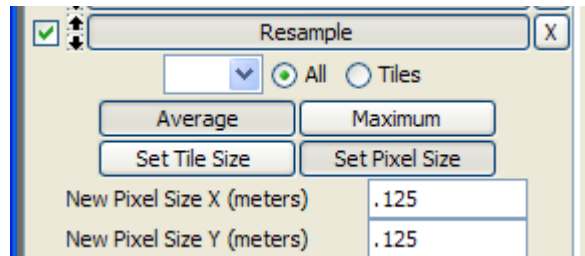 Resample X
All Tiles
Average Maximum
Set Tile Size Set Pixel Size
New Pixel Size X (meters) .125
New Pixel Size Y (meters) .125